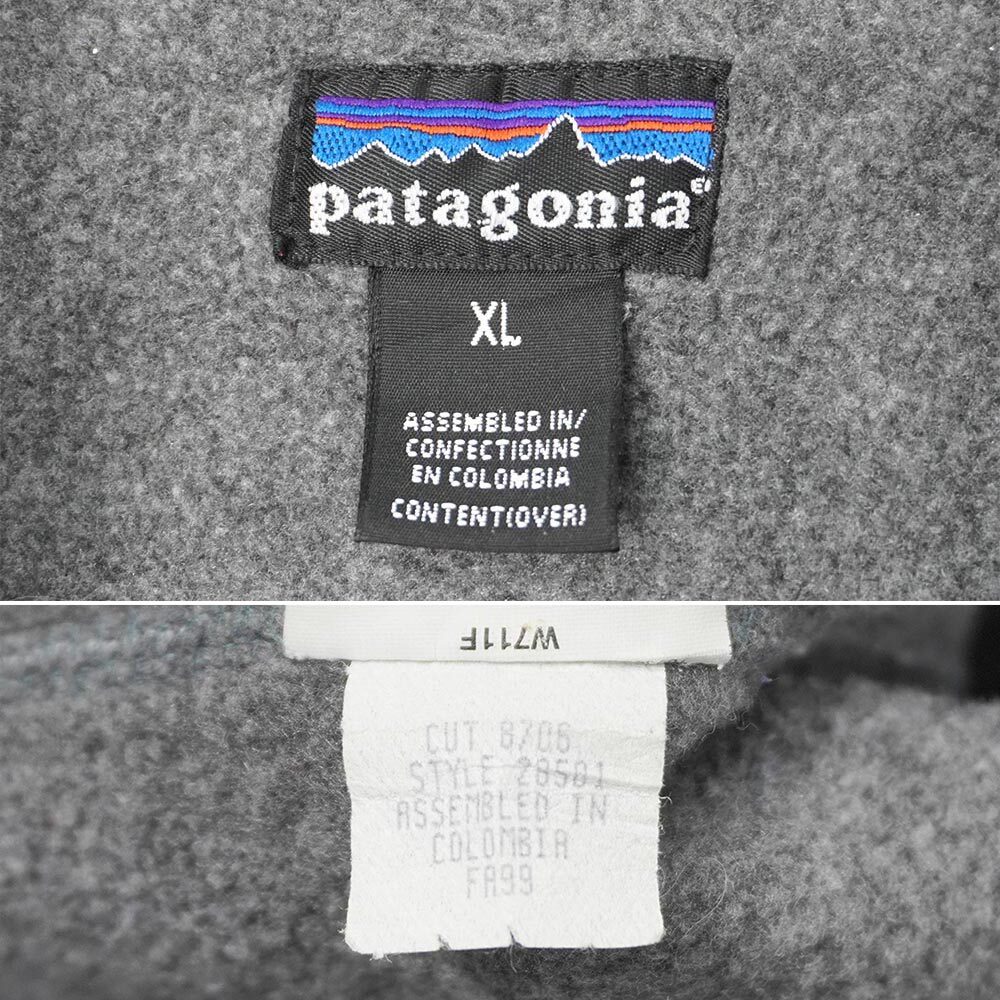 patagonia®
XL
ASSEMBLED IN/
CONFECTIONNE
EN COLOMBIA
CONTENT(OVER)
W711F
CUT 8706
STYLE 28501
ASSEMBLED IN
COLOMBIA
FA99